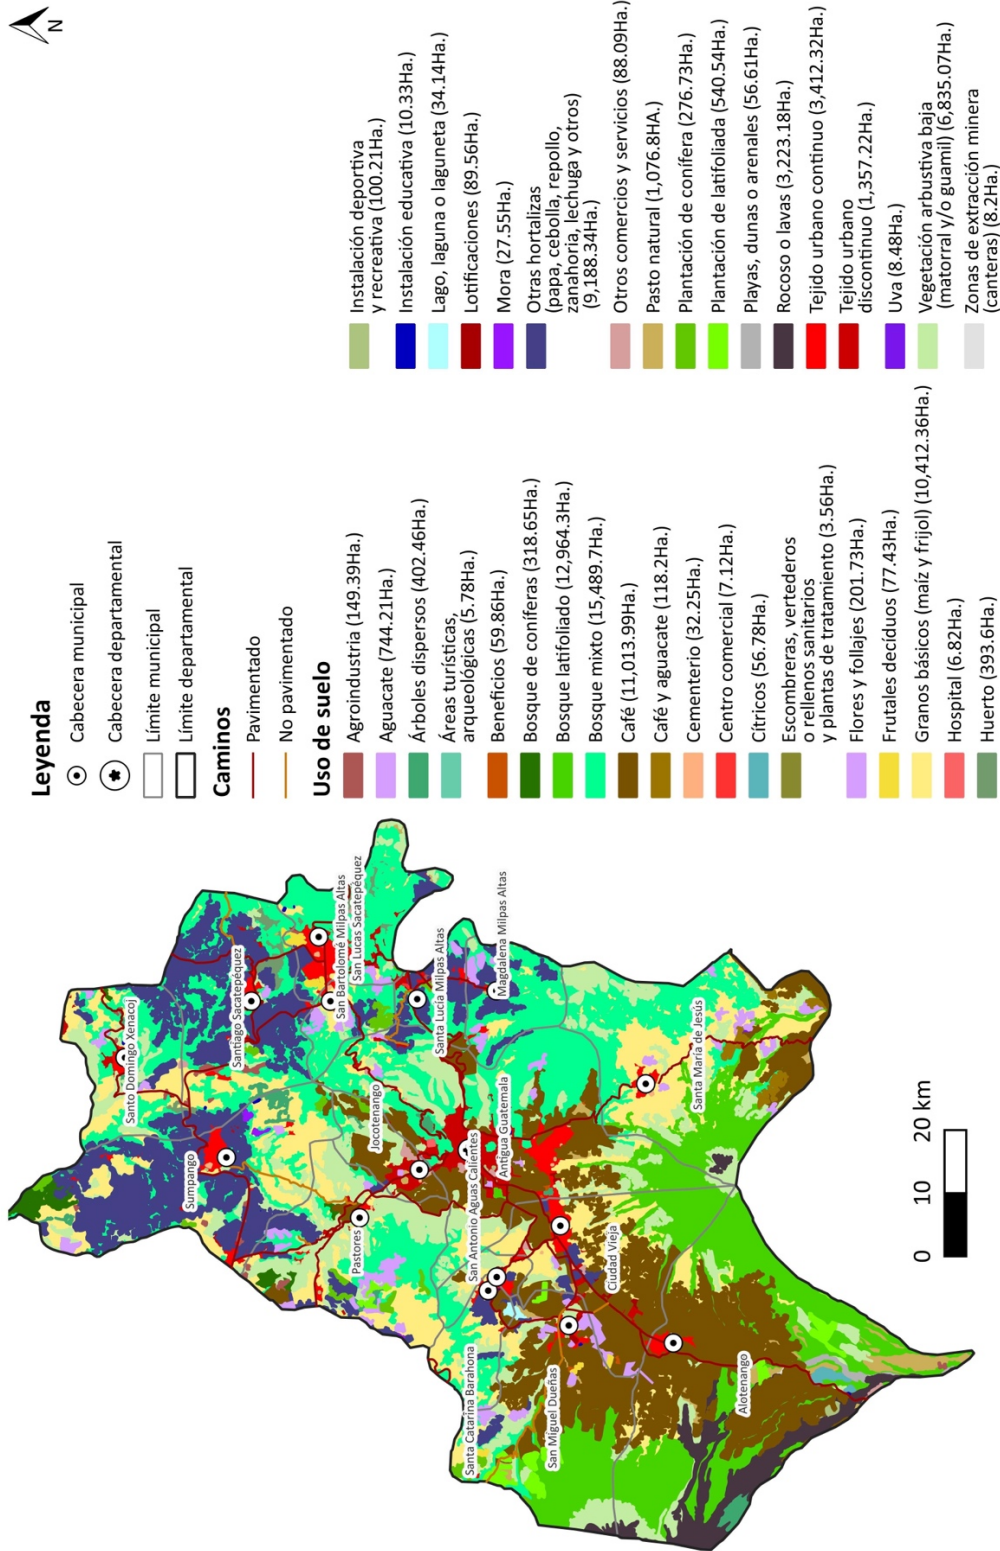 N
Leyenda
Cabecera municipal
Cabecera departamental
Límite municipal
Límite departamental
Caminos
Pavimentado
No pavimentado
Uso de suelo
Agroindustria (149.39Ha.)
Aguacate (744.21Ha.)
Árboles dispersos (402.46Ha.)
Áreas turísticas,
arqueológicas (5.78Ha.)
Beneficios (59.86Ha.)
Bosque de coníferas (318.65Ha.)
Bosque latifoliado (12,964.3Ha.)
Bosque mixto (15,489.7Ha.)
Café (11,013.99Ha.)
Café y aguacate (118.2Ha.)
Cementerio (32.25Ha.)
Centro comercial (7.12Ha.)
Cítricos (56.78Ha.)
Escombreras, vertederos
o rellenos sanitarios
y plantas de tratamiento (3.56Ha.)
Flores y follajes (201.73Ha.)
Frutales decíduos (77.43Ha.)
Granos básicos (maíz y frijol) (10,412.36Ha.)
Hospital (6.82Ha.)
Huerto (393.6Ha.)
Instalación deportiva
y recreativa (100.21Ha.)
Instalación educativa (10.33Ha.)
Lago, laguna o laguneta (34.14Ha.)
Lotificaciones (89.56Ha.)
Mora (27.55Ha.)
Otras hortalizas
(papa, cebolla, repollo,
zanahoria, lechuga y otros)
(9,188.34Ha.)
Otros comercios y servicios (88.09Ha.)
Pasto natural (1,076.8HA.)
Plantación de conífera (276.73Ha.)
Plantación de latifoliada (540.54Ha.)
Playas, dunas o arenales (56.61Ha.)
Rocoso o lavas (3,223.18Ha.)
Tejido urbano continuo (3,412.32Ha.)
Tejido urbano
discontinuo (1,357.22Ha.)
Uva (8.48Ha.)
Vegetación arbustiva baja
(matorral y/o guamil) (6,835.07Ha.)
Zonas de extracción minera
(canteras) (8.2Ha.)
Santo Domingo Xenacoj
Santiago Sacatepéquez
Sumpango
San Bartolomé Milpas Altas
San Lucas Sacatepéquez
Pastores
Jocotenango
Santa Lucía Milpas Altas
Magdalena Milpas Altas
San Antonio Aguas Calientes
Antigua Guatemala
Santa Catarina Barahona
San Miguel Dueñas
Ciudad Vieja
Santa María de Jesús
Alotenango
0 10 20 km